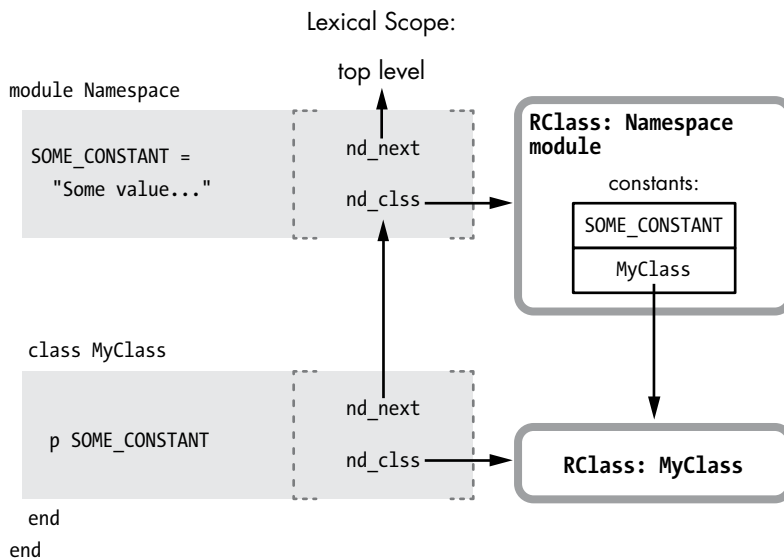 Lexical Scope:
top level
module Namespace
SOME_CONSTANT =
"Some value..."
nd_next
nd_clss
RClass: Namespace
module
constants:
SOME_CONSTANT
MyClass
class MyClass
p SOME_CONSTANT
nd_next
nd_clss
RClass: MyClass
end
end